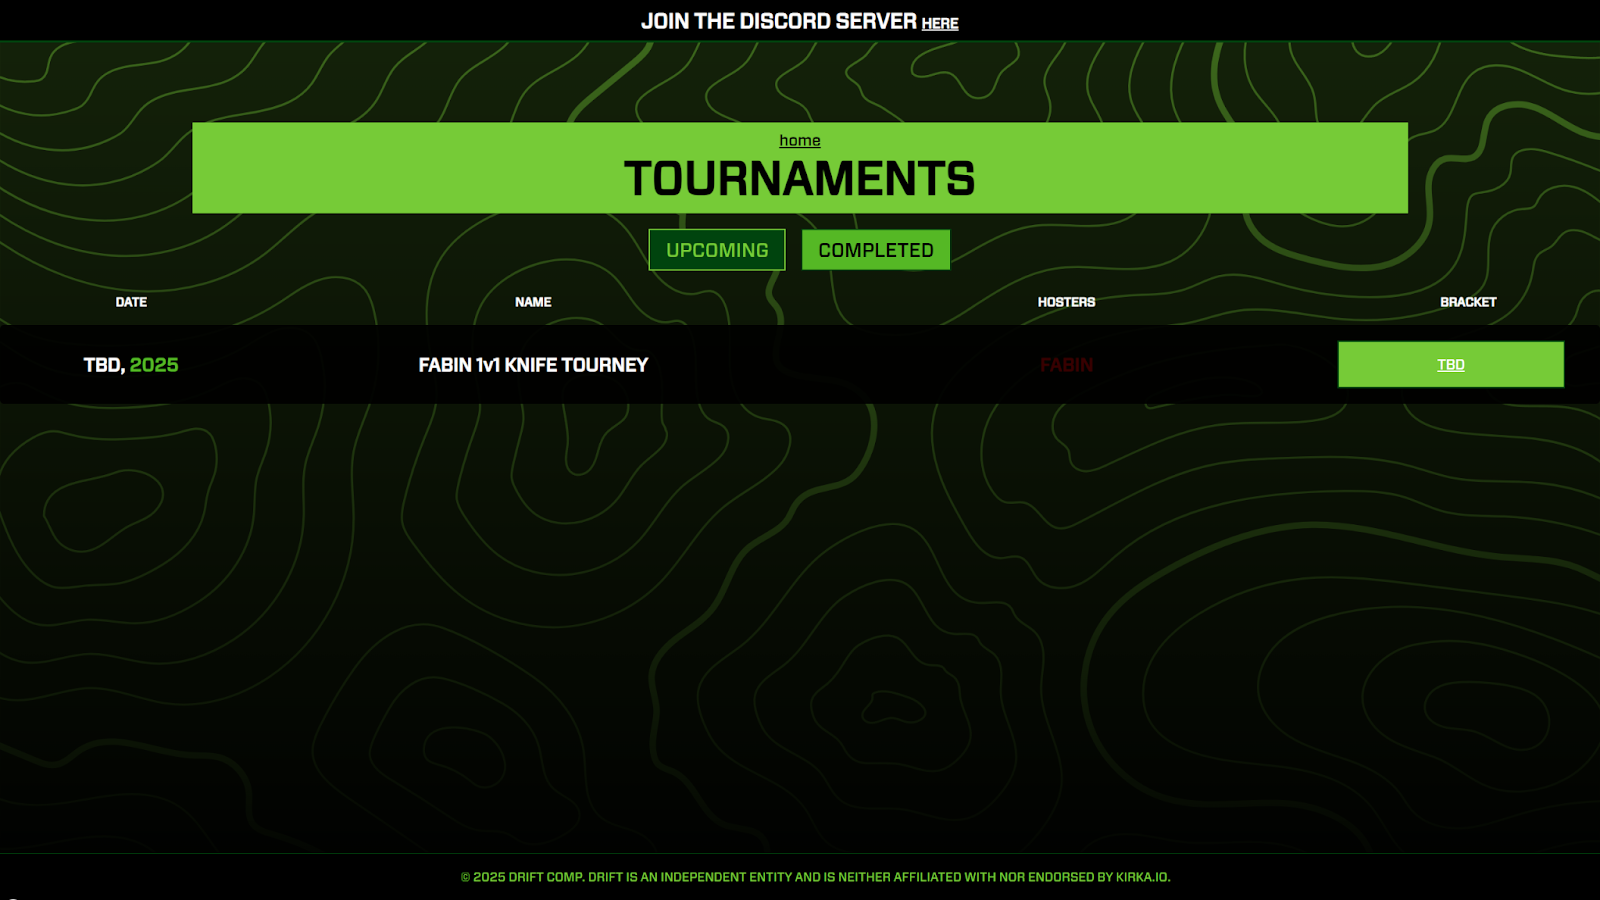 JOIN THE DISCORD SERVER HERE
home
TOURNAMENTS
UPCOMING COMPLETED
DATE NAME HOSTERS BRACKET
TBD, 2025 FABIN 1v1 KNIFE TOURNEY FABIN TBD
© 2025 DRIFT COMP. DRIFT IS AN INDEPENDENT ENTITY AND IS NEITHER AFFILIATED WITH NOR ENDORSED BY KIRKA.IO.